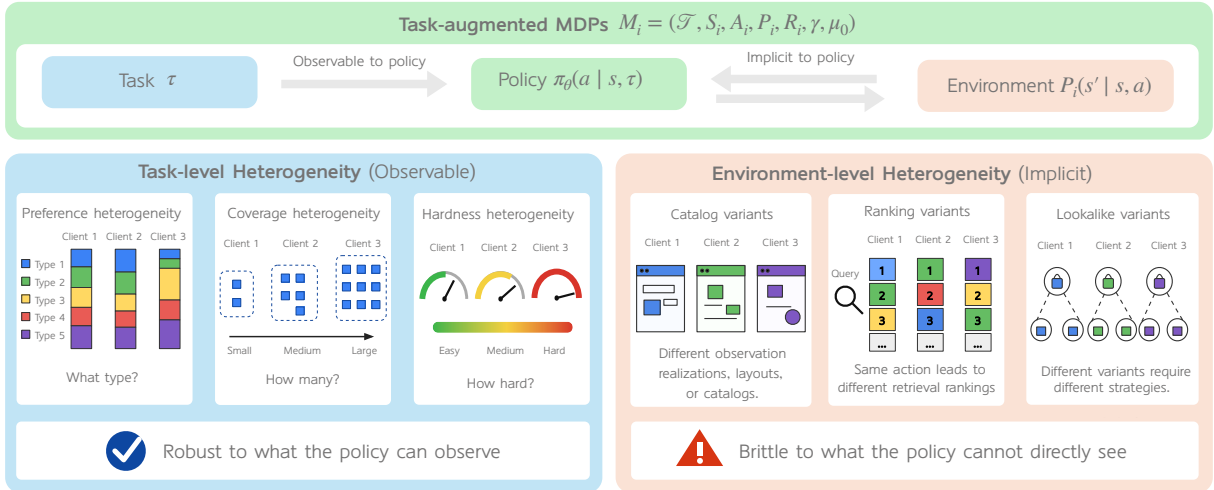 Task-augmented MDPs M_i = (𝒯, S_i, A_i, P_i, R_i, γ, μ_0)
Task τ
Observable to policy
Policy π_θ(a | s, τ)
Implicit to policy
Environment P_i(s′ | s, a)
Task-level Heterogeneity (Observable)
Preference heterogeneity
Client 1 Client 2 Client 3
Type 1
Type 2
Type 3
Type 4
Type 5
What type?
Coverage heterogeneity
Client 1 Client 2 Client 3
Small Medium Large
How many?
Hardness heterogeneity
Client 1 Client 2 Client 3
Easy Medium Hard
How hard?
Robust to what the policy can observe
Environment-level Heterogeneity (Implicit)
Catalog variants
Client 1 Client 2 Client 3
Different observation
realizations, layouts,
or catalogs.
Ranking variants
Client 1 Client 2 Client 3
Query
1 2 1
2 2 2
3 3 3
... ... ...
Same action leads to
different retrieval rankings
Lookalike variants
Client 1 Client 2 Client 3
Different variants require
different strategies.
Brittle to what the policy cannot directly see